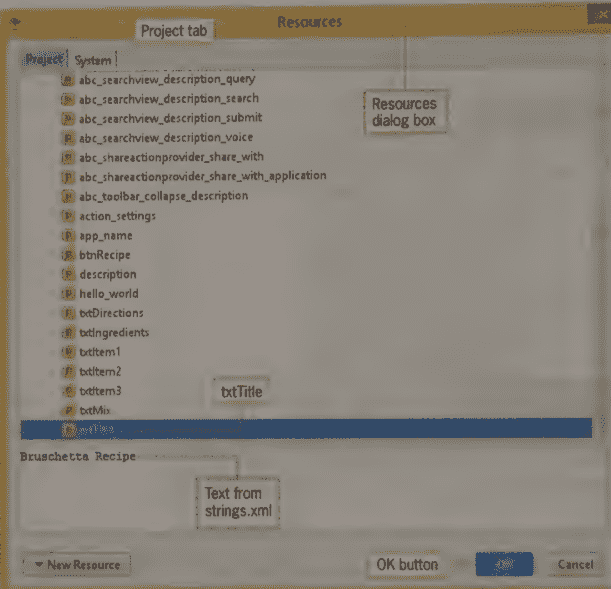 Resources
Project tab
Project System
abc_searchview_description_query
abc_searchview_description_search
Resources
dialog box
abc_searchview_description_submit
abc_searchview_description_voice
abc_shareactionprovider_share_with
abc_shareactionprovider_share_with_application
abc_toolbar_collapse_description
action_settings
app_name
btnRecipe
description
hello_world
txtDirections
txtIngredients
txtItem1
txtItem2
txtItem3
txtTitle
txtMix
Bruschetta Recipe
Text from
strings.xml
New Resource
OK button
OK
Cancel